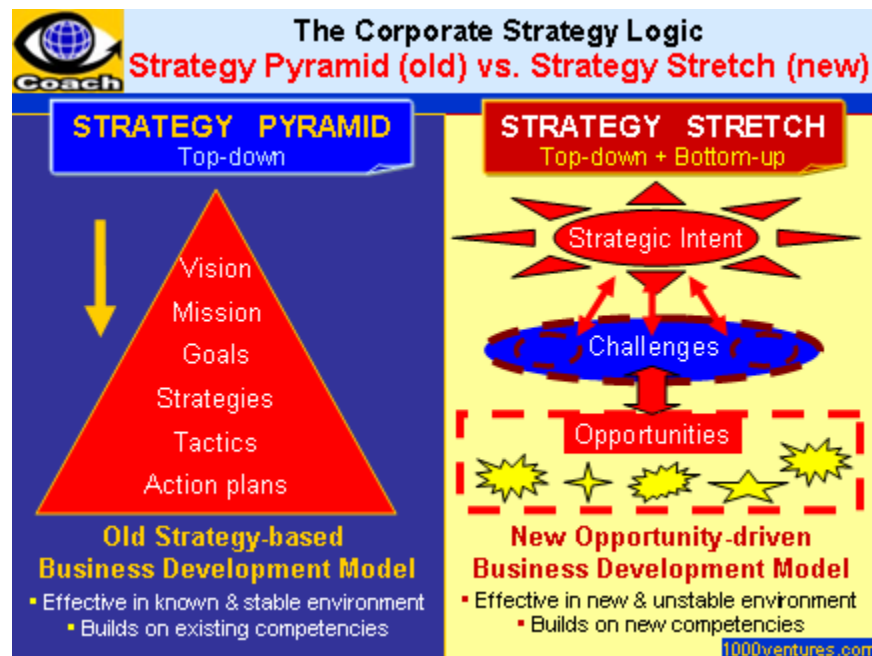 The Corporate Strategy Logic
Strategy Pyramid (old) vs. Strategy Stretch (new)
Coach
STRATEGY PYRAMID
Top-down
Vision
Mission
Goals
Strategies
Tactics
Action plans
Old Strategy-based
Business Development Model
▪ Effective in known & stable environment
▪ Builds on existing competencies
STRATEGY STRETCH
Top-down + Bottom-up
Strategic Intent
Challenges
Opportunities
New Opportunity-driven
Business Development Model
▪ Effective in new & unstable environment
▪ Builds on new competencies
1000ventures.com